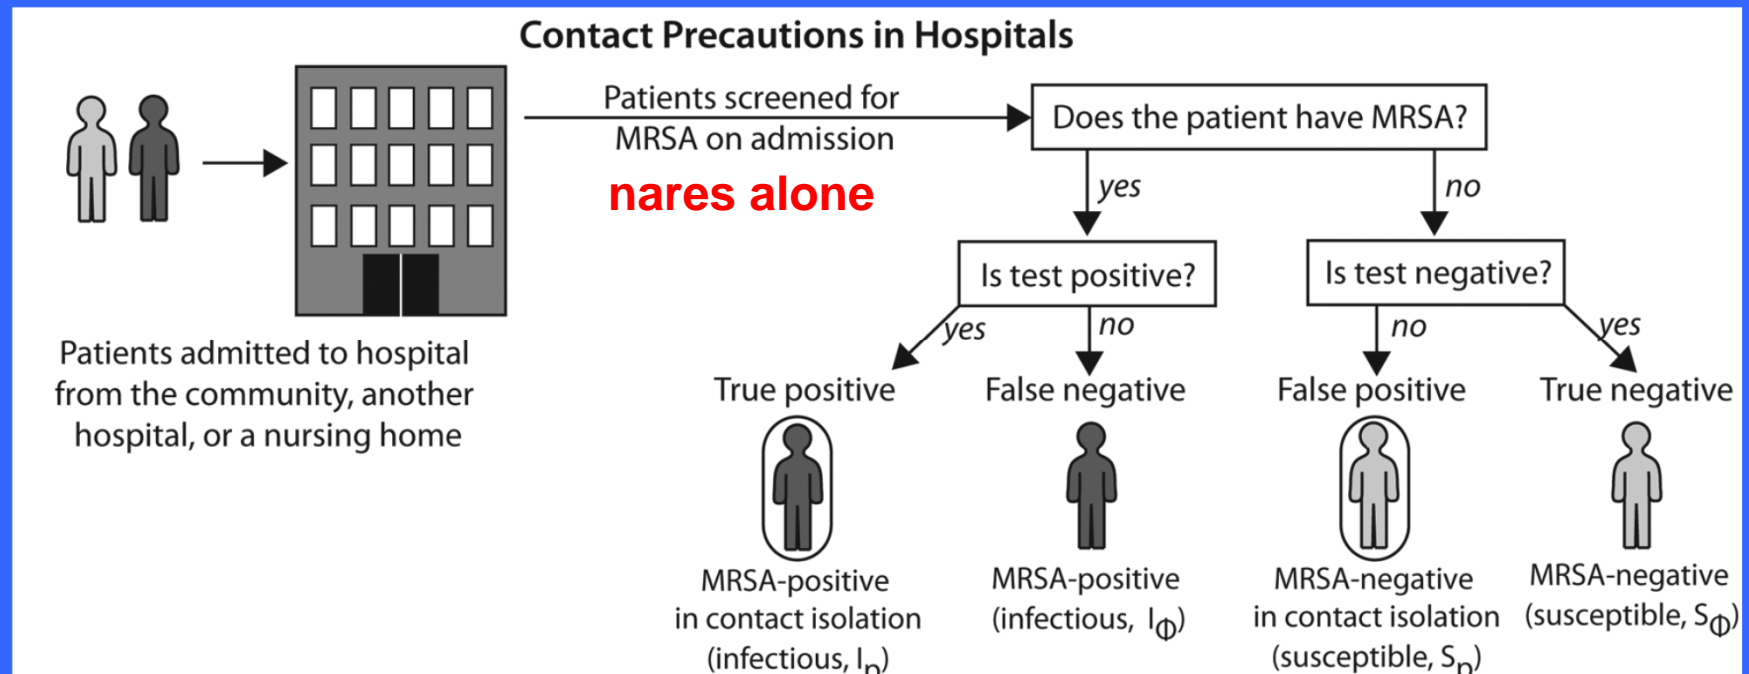 Contact Precautions in Hospitals
Patients screened for
MRSA on admission
nares alone
Does the patient have MRSA?
yes
no
Is test positive?
Is test negative?
yes
no
no
yes
Patients admitted to hospital
from the community, another
hospital, or a nursing home
True positive
False negative
False positive
True negative
MRSA-positive
in contact isolation
(infectious, Ip)
MRSA-positive
(infectious, IΦ)
MRSA-negative
in contact isolation
(susceptible, Sp)
MRSA-negative
(susceptible, SΦ)